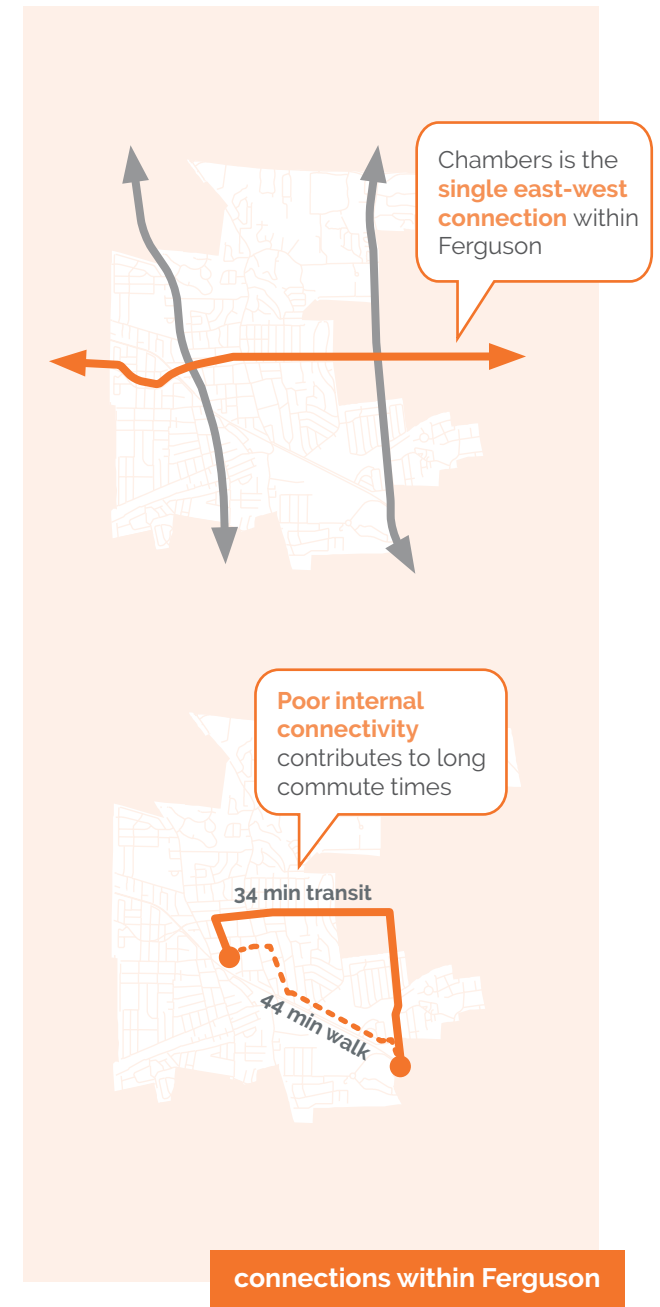 Chambers is the
single east-west
connection within
Ferguson
Poor internal
connectivity
contributes to long
commute times
34 min transit
44 min walk
connections within Ferguson